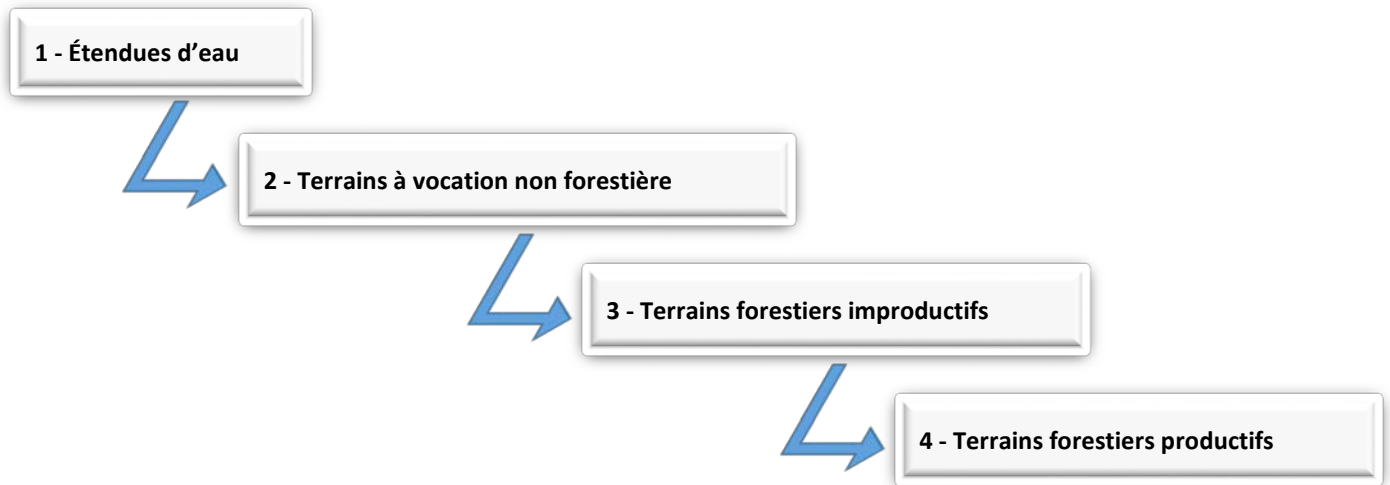 1 - Étendues d’eau
2 - Terrains à vocation non forestière
3 - Terrains forestiers improductifs
4 - Terrains forestiers productifs